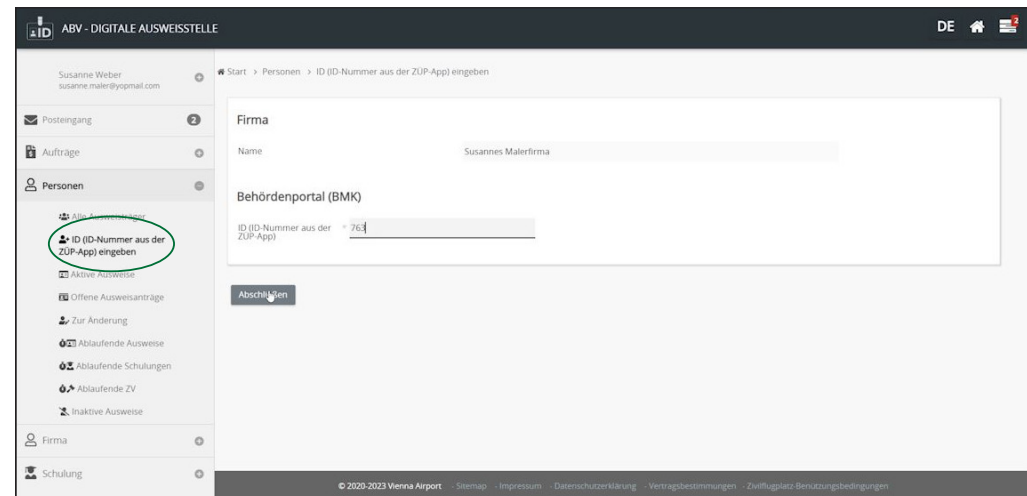 ID ABV - DIGITALE AUSWEISSTELLE
DE 2
Susanne Weber
susanne.maler@yopmail.com
Start > Personen > ID (ID-Nummer aus der ZÜP-App) eingeben
Posteingang 2
Aufträge
Personen
Alle Ausweisträger
ID (ID-Nummer aus der
ZÜP-App) eingeben
Aktive Ausweise
Offene Ausweisanträge
Zur Änderung
Ablaufende Ausweise
Ablaufende Schulungen
Ablaufende ZV
Inaktive Ausweise
Firma
Schulung
Firma
Name Susannes Malerfirma
Behördenportal (BMK)
ID (ID-Nummer aus der * 763
ZÜP-App)
Abschließen
© 2020-2023 Vienna Airport - Sitemap - Impressum - Datenschutzerklärung - Vertragsbestimmungen - Zivilflugplatz-Benützungsbedingungen